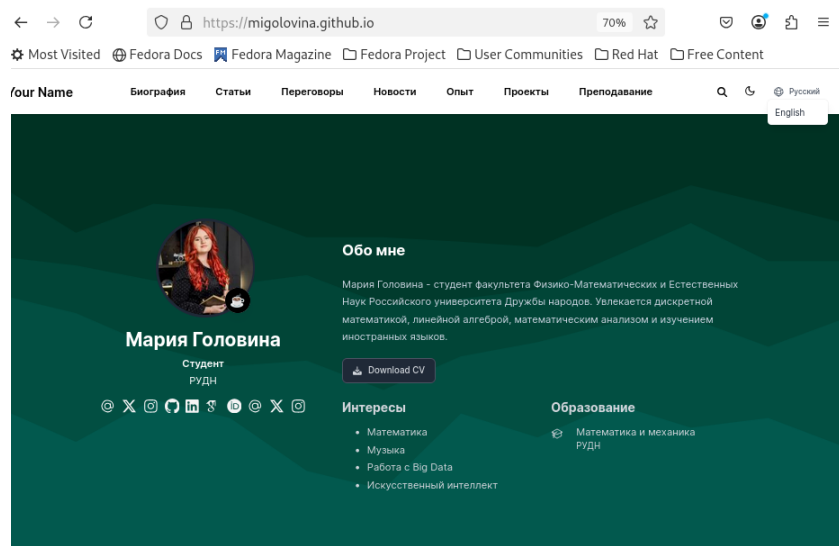 https://migolovina.github.io
70%
Most Visited Fedora Docs Fedora Magazine Fedora Project User Communities Red Hat Free Content
Your Name Биография Статьи Переговоры Новости Опыт Проекты Преподавание Русский
English
Обо мне
Мария Головина - студент факультета Физико-Математических и Естественных
Наук Российского университета Дружбы народов. Увлекается дискретной
математикой, линейной алгеброй, математическим анализом и изучением
иностранных языков.
Download CV
Мария Головина
Студент
РУДН
Интересы
Математика
Музыка
Работа с Big Data
Искусственный интеллект
Образование
Математика и механика
РУДН